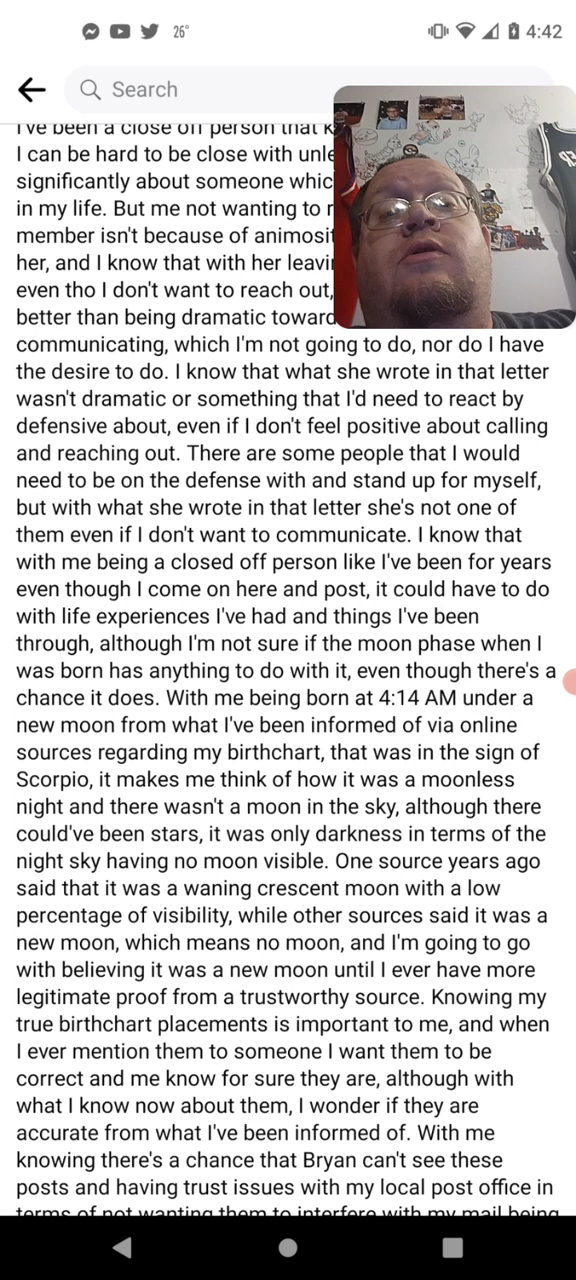 26°
4:42
Search
I've been a close off person that
I can be hard to be close with
significantly about someone
in my life. But me not wanting to
member isn't because of
her, and I know that with her
even tho I don't want to reach out,
better than being dramatic
communicating, which I'm not going to do, nor do I have
the desire to do. I know that what she wrote in that letter
wasn't dramatic or something that I'd need to react by
defensive about, even if I don't feel positive about calling
and reaching out. There are some people that I would
need to be on the defense with and stand up for myself,
but with what she wrote in that letter she's not one of
them even if I don't want to communicate. I know that
with me being a closed off person like I've been for years
even though I come on here and post, it could have to do
with life experiences I've had and things I've been
through, although I'm not sure if the moon phase when I
was born has anything to do with it, even though there's a
chance it does. With me being born at 4:14 AM under a
new moon from what I've been informed of via online
sources regarding my birthchart, that was in the sign of
Scorpio, it makes me think of how it was a moonless
night and there wasn't a moon in the sky, although there
could've been stars, it was only darkness in terms of the
night sky having no moon visible. One source years ago
said that it was a waning crescent moon with a low
percentage of visibility, while other sources said it was a
new moon, which means no moon, and I'm going to go
with believing it was a new moon until I ever have more
legitimate proof from a trustworthy source. Knowing my
true birthchart placements is important to me, and when
I ever mention them to someone I want them to be
correct and me know for sure they are, although with
what I know now about them, I wonder if they are
accurate from what I've been informed of. With me
knowing there's a chance that Bryan can't see these
posts and having trust issues with my local post office in
terms of not wanting them to interfere with my mail being